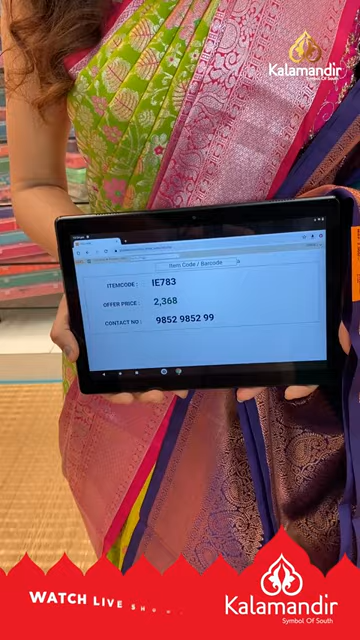 Kalamandir
Symbol Of South
Item Code / Barcode
ITEMCODE : IE783
OFFER PRICE : 2,368
CONTACT NO : 9852 9852 99
WATCH LIVE
Kalamandir
Symbol Of South